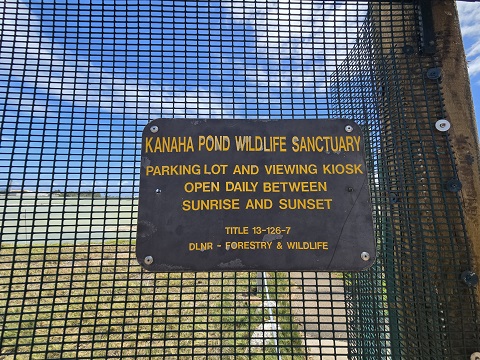 KANAHA POND WILDLIFE SANCTUARY
PARKING LOT AND VIEWING KIOSK
OPEN DAILY BETWEEN
SUNRISE AND SUNSET
TITLE 13-126-7
DLNR - FORESTRY & WILDLIFE